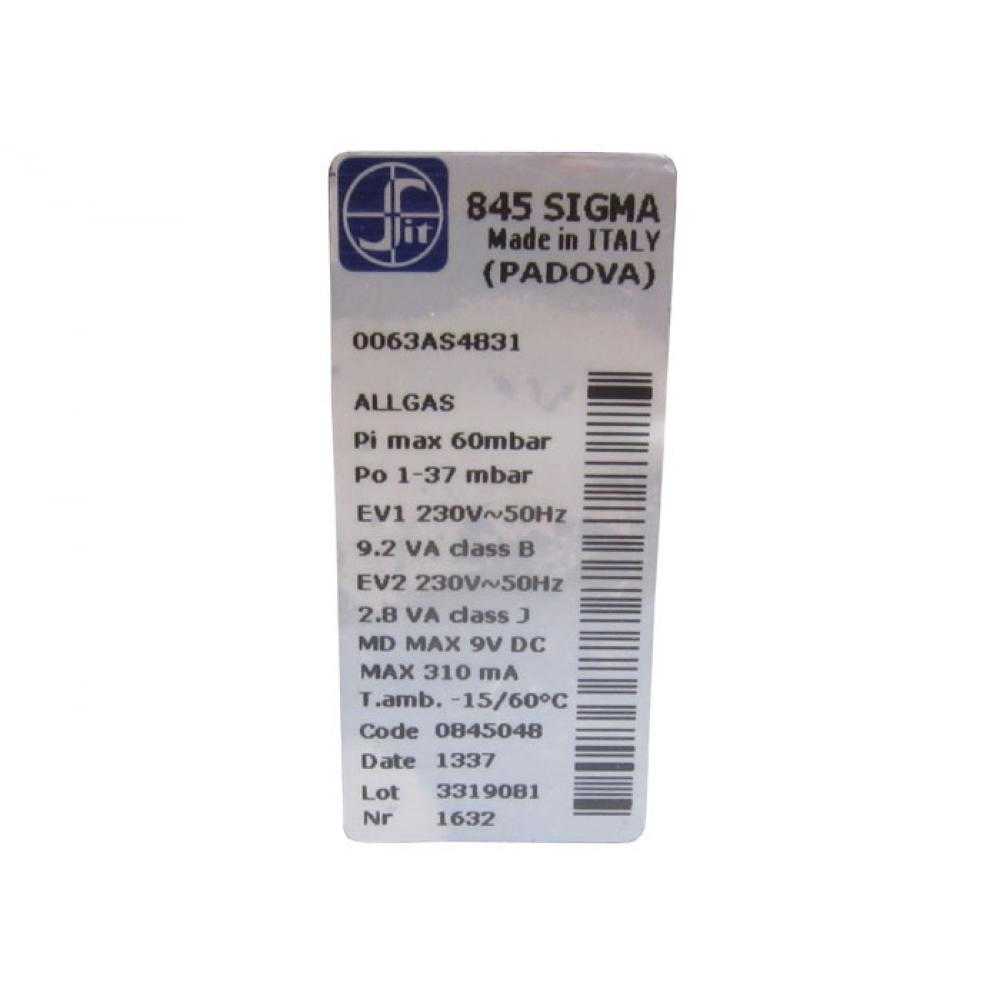 Sit
845 SIGMA
Made in ITALY
(PADOVA)
0063AS4831
ALLGAS
Pi max 60mbar
Po 1-37 mbar
EV1 230V~50Hz
9.2 VA class B
EV2 230V~50Hz
2.8 VA class J
MD MAX 9V DC
MAX 310 mA
T.amb. -15/60°C
Code 0845048
Date 1337
Lot 3319081
Nr 1632